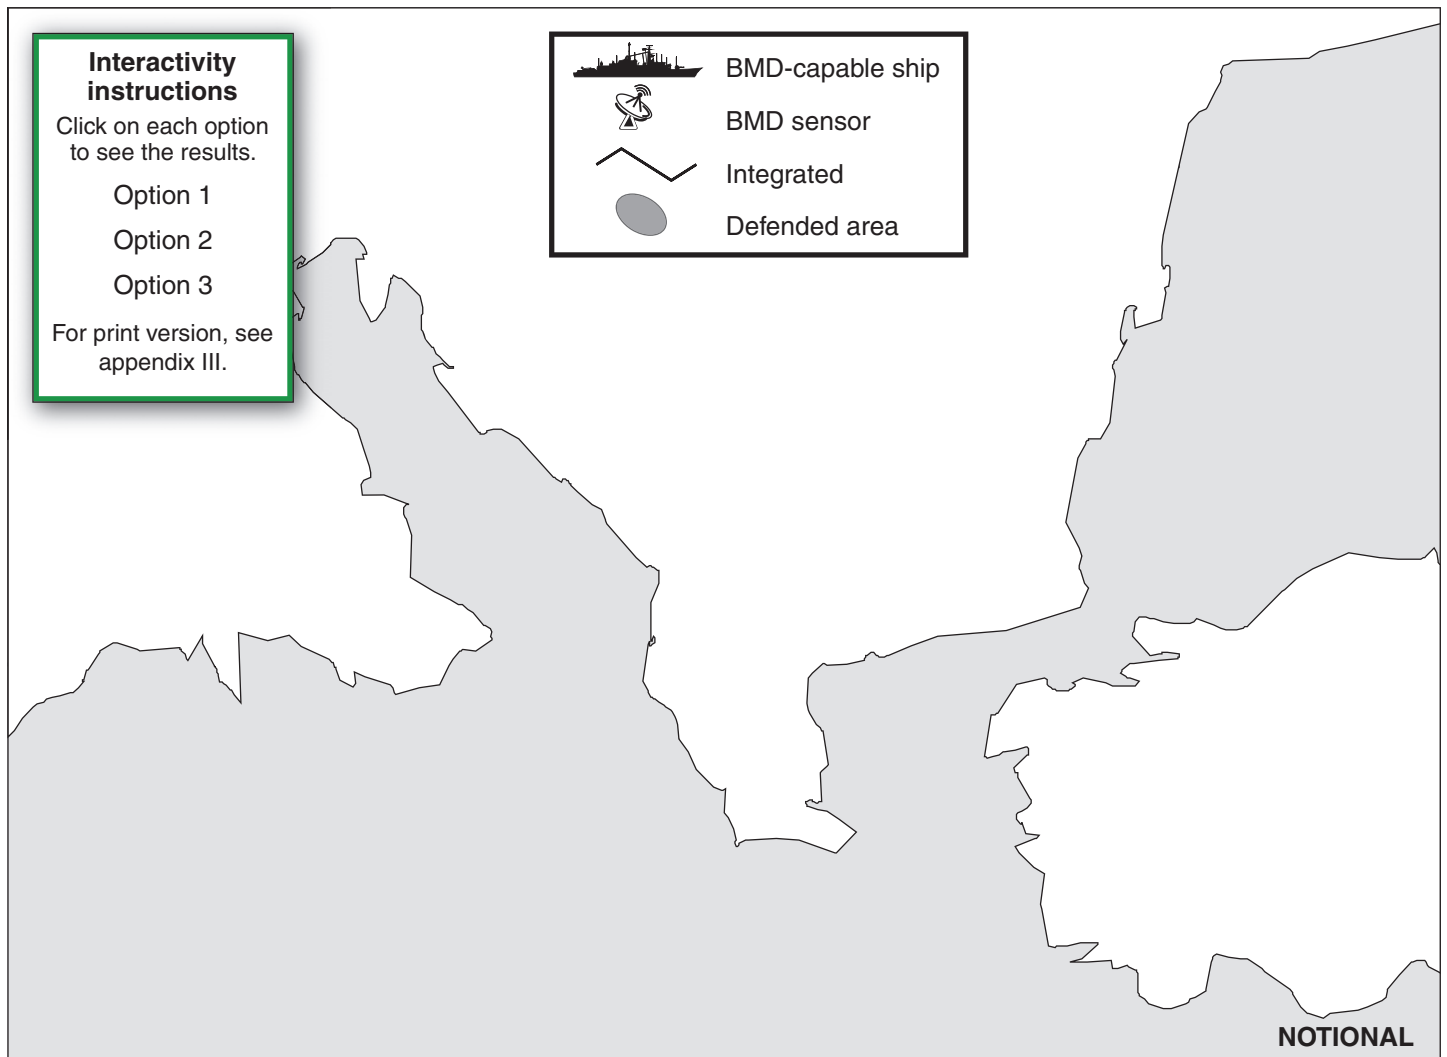 Interactivity
instructions
Click on each option
to see the results.
Option 1
Option 2
Option 3
For print version, see
appendix III.
BMD-capable ship
BMD sensor
Integrated
Defended area
NOTIONAL